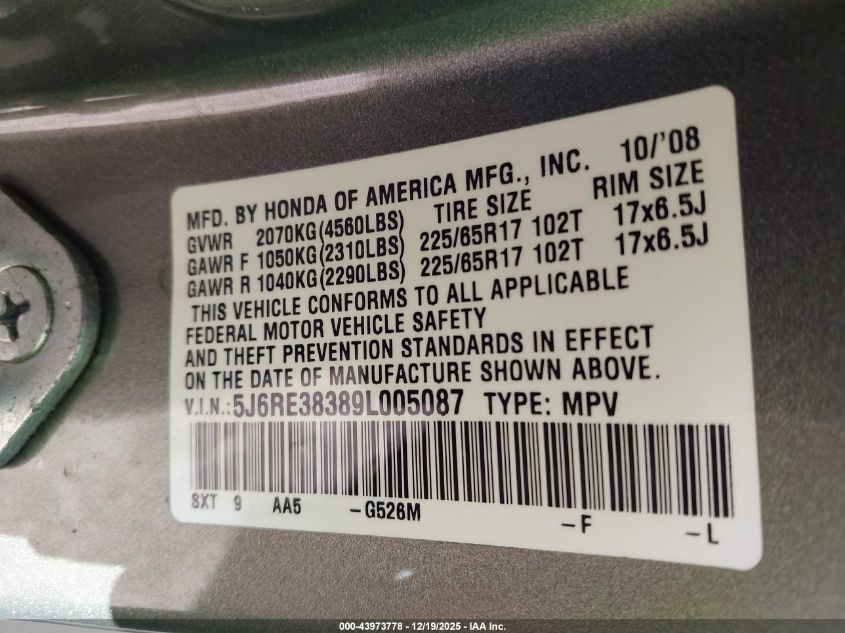 10/'08
MFD. BY HONDA OF AMERICA MFG., INC.
GVWR 2070KG(4560LBS) TIRE SIZE RIM SIZE
GAWR F 1050KG(2310LBS) 225/65R17 102T 17x6.5J
GAWR R 1040KG(2290LBS) 225/65R17 102T 17x6.5J
THIS VEHICLE CONFORMS TO ALL APPLICABLE
FEDERAL MOTOR VEHICLE SAFETY
AND THEFT PREVENTION STANDARDS IN EFFECT
ON THE DATE OF MANUFACTURE SHOWN ABOVE.
V.I.N.:5J6RE38389L005087 TYPE: MPV
SXT 9 AA5 -G526M -F -L
000-43973778 - 12/19/2025 - IAA Inc.